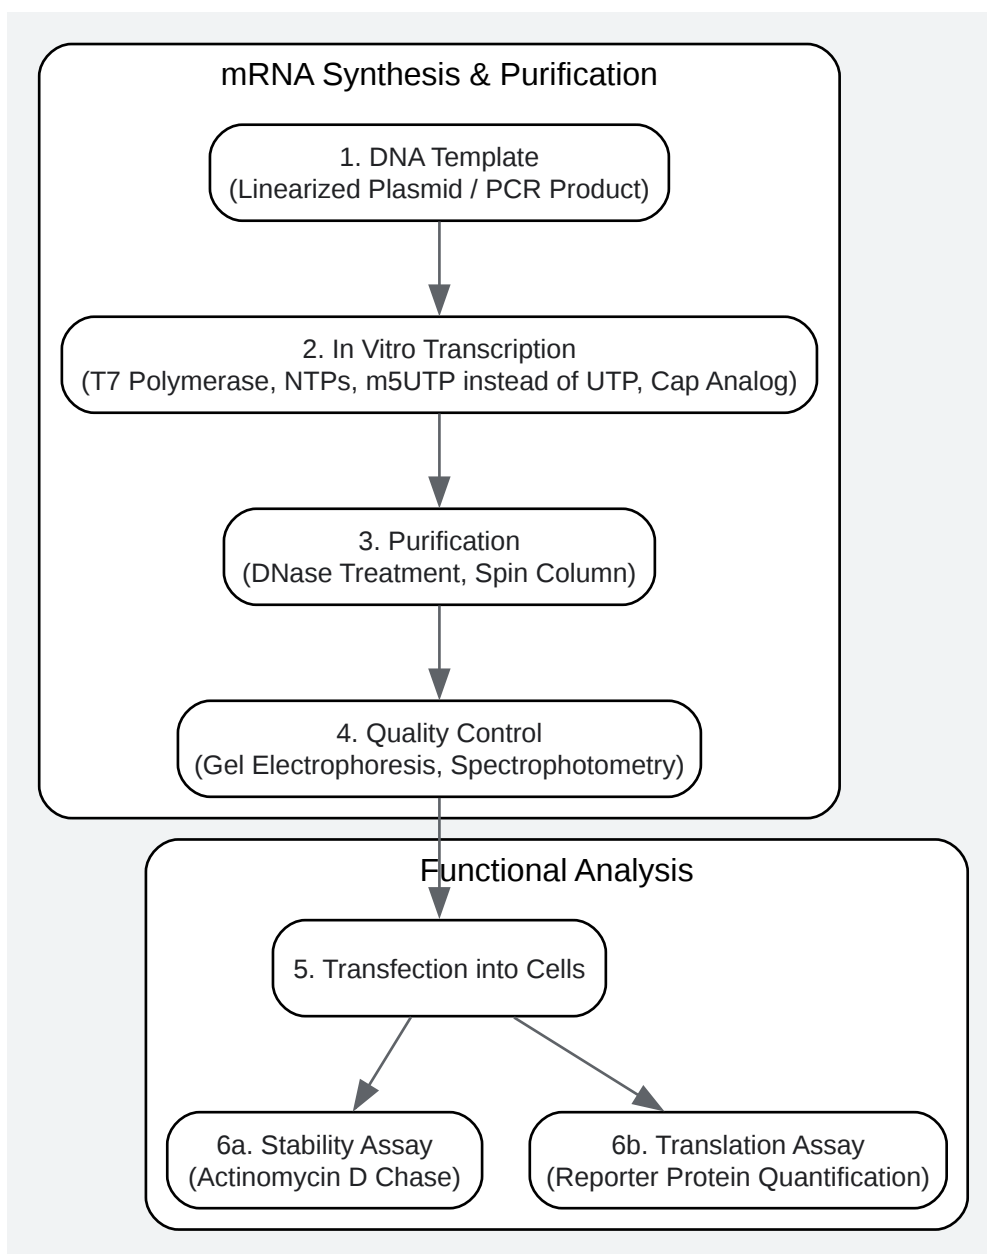 mRNA Synthesis & Purification
1. DNA Template
(Linearized Plasmid / PCR Product)
2. In Vitro Transcription
(T7 Polymerase, NTPs, m5UTP instead of UTP, Cap Analog)
3. Purification
(DNase Treatment, Spin Column)
4. Quality Control
(Gel Electrophoresis, Spectrophotometry)
Functional Analysis
5. Transfection into Cells
6a. Stability Assay
(Actinomycin D Chase)
6b. Translation Assay
(Reporter Protein Quantification)